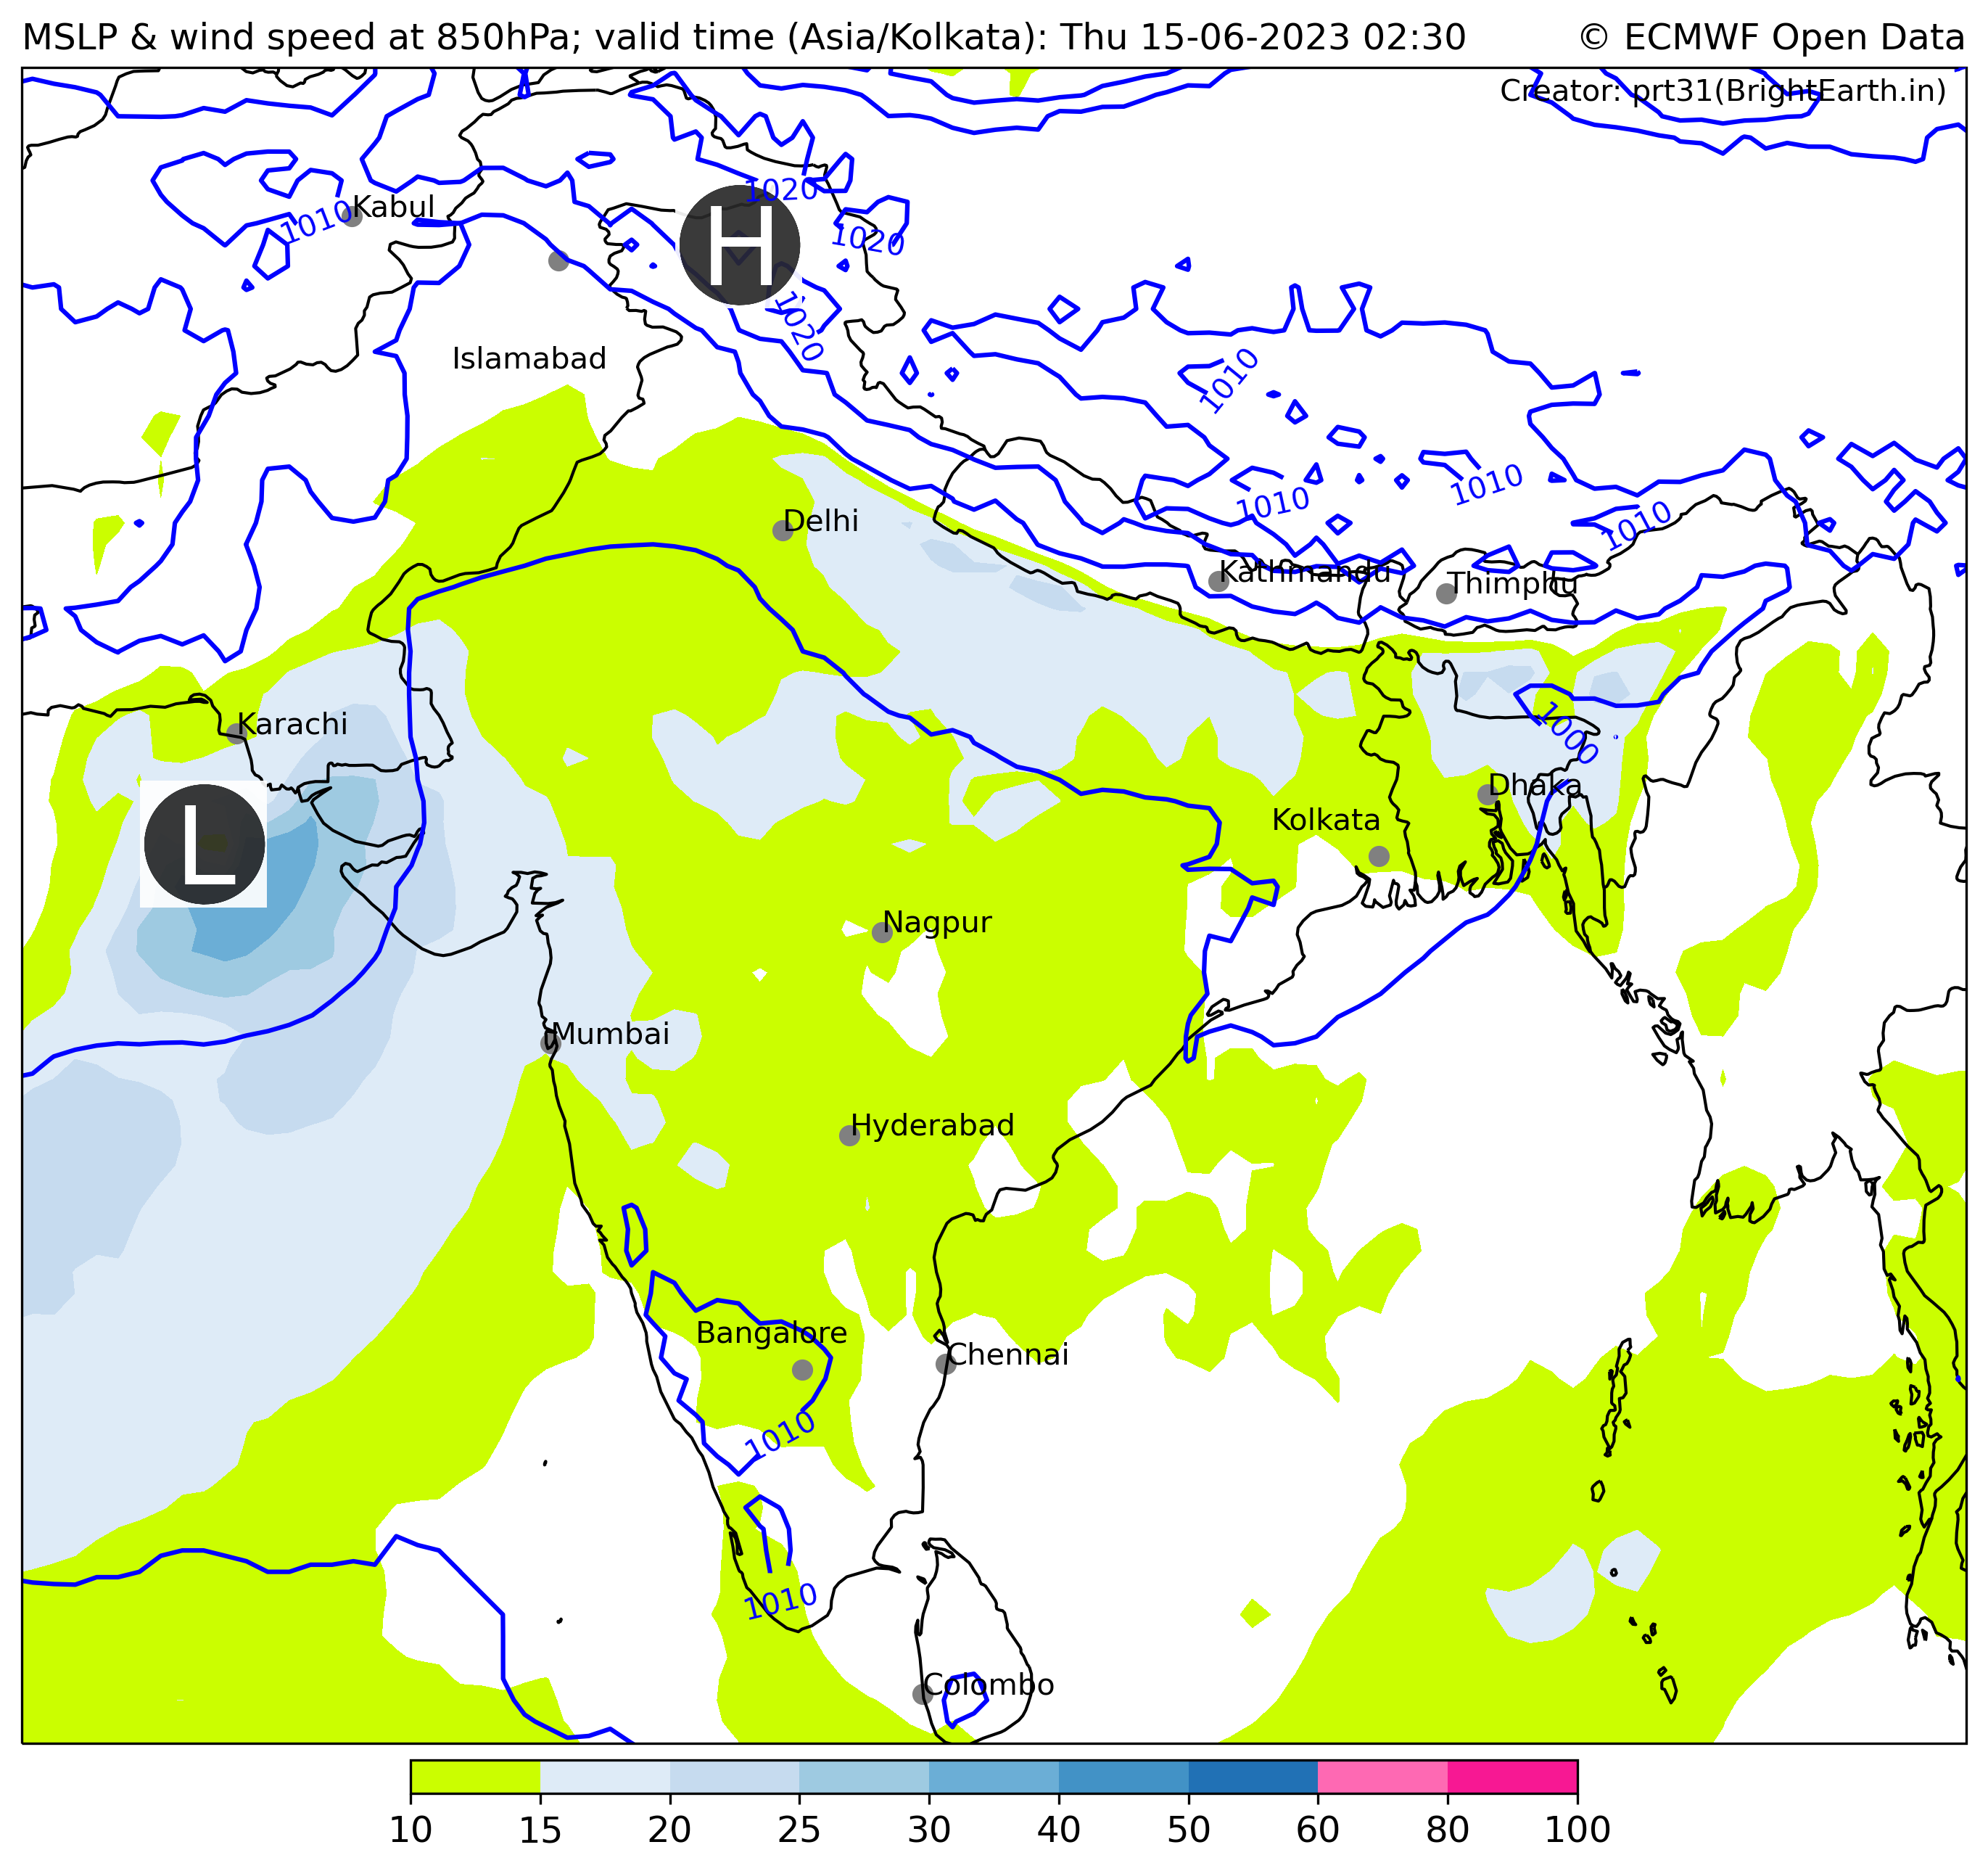 MSLP & wind speed at 850hPa; valid time (Asia/Kolkata): Thu 15-06-2023 02:30
© ECMWF Open Data
Creator: prt31(BrightEarth.in)
1020
Kabul
1010
H
1020
1020
Islamabad
1010
1010
1010
1010
Delhi
Kathmandu
Thimphu
Karachi
1000
Dhaka
Kolkata
L
Nagpur
Mumbai
Hyderabad
Bangalore
Chennai
1010
1010
Colombo
10 15 20 25 30 40 50 60 80 100